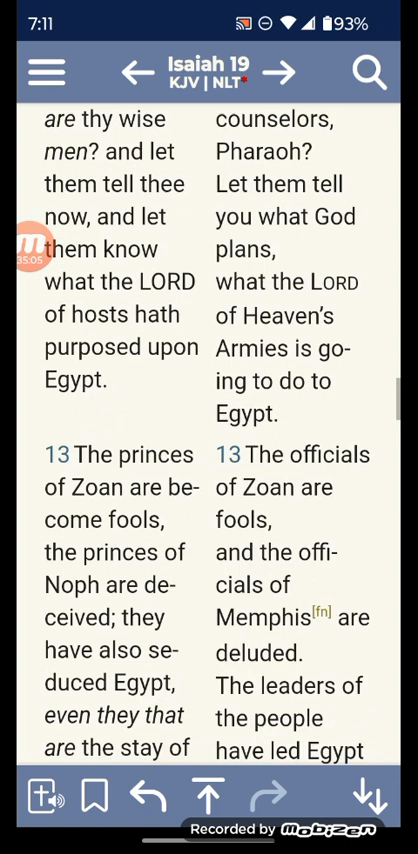 7:11
93%
Isaiah 19
KJV | NLT*
are thy wise
men? and let
them tell thee
now, and let
them know
what the LORD
of hosts hath
purposed upon
Egypt.
13 The princes
of Zoan are be-
come fools,
the princes of
Noph are de-
ceived; they
have also se-
duced Egypt,
even they that
are the stay of
counselors,
Pharaoh?
Let them tell
you what God
plans,
what the LORD
of Heaven's
Armies is go-
ing to do to
Egypt.
13 The officials
of Zoan are
fools,
and the offi-
cials of
Memphis[fn] are
deluded.
The leaders of
the people
have led Egypt
m
35:05
Recorded by mobizen